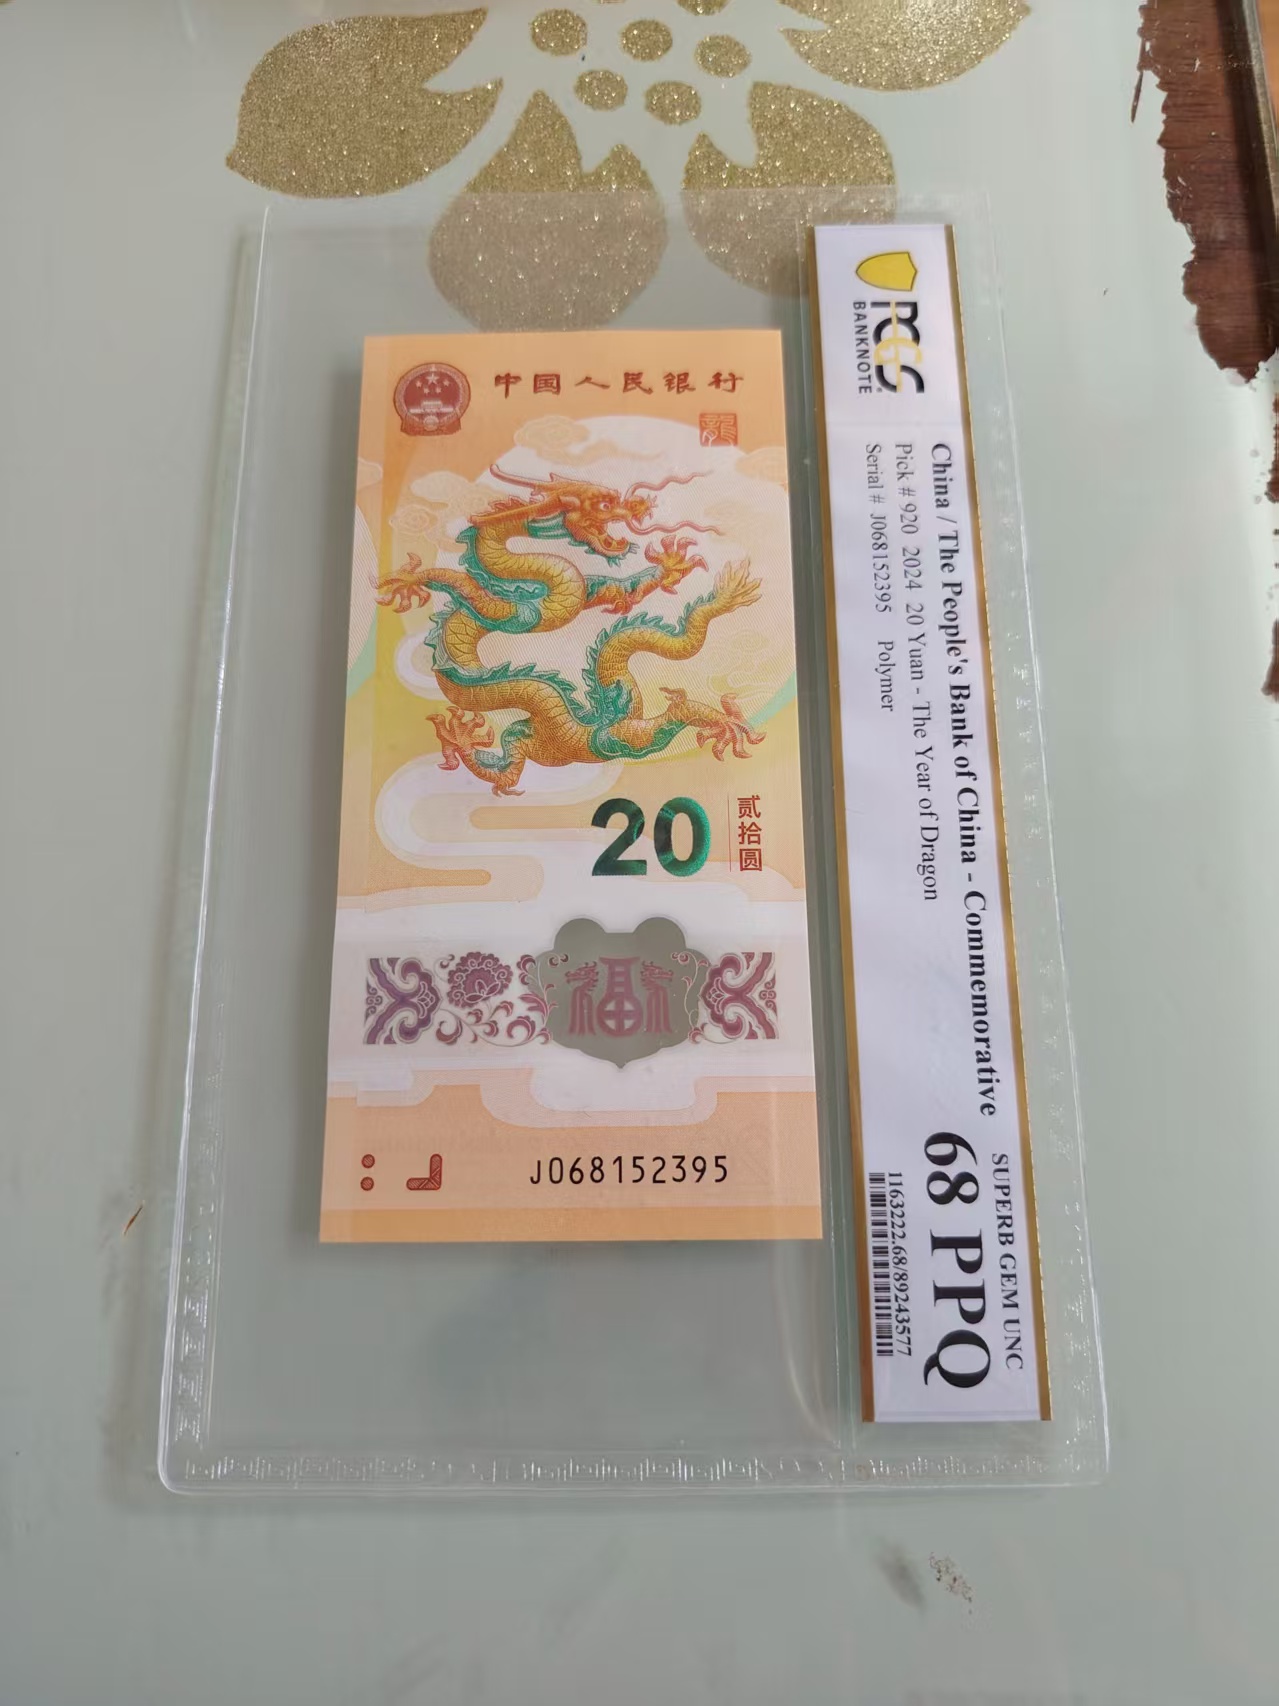 中国人民银行
龍
20
贰拾圆
福
J068152395
PCGS
BANKNOTE
China / The People's Bank of China - Commemorative
Pick # 920 2024 20 Yuan - The Year of Dragon
Serial # J068152395 Polymer
SUPERB GEM UNC
68 PPQ
1163222.68/89243577